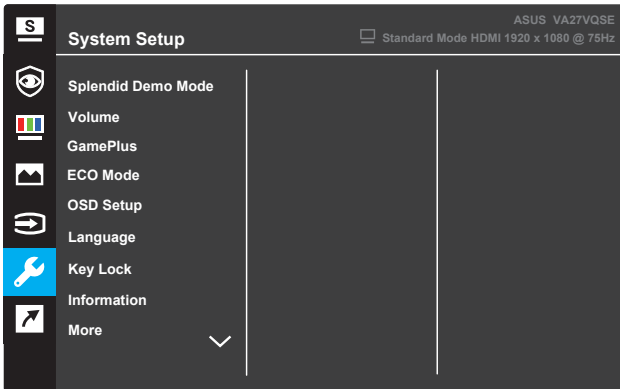 S
ASUS VA27VQSE
System Setup
Standard Mode HDMI 1920 x 1080 @ 75Hz
Splendid Demo Mode
Volume
GamePlus
ECO Mode
OSD Setup
Language
Key Lock
Information
More